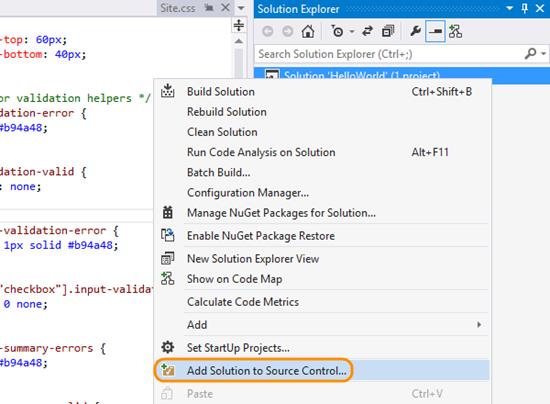 Site.css
Solution Explorer
Search Solution Explorer (Ctrl+;)
Solution 'HelloWorld' (1 project)
-top: 60px;
-bottom: 40px;
or validation helpers */
dation-error {
#b94a48;
dation-valid {
: none;
-validation-error {
1px solid #b94a48;
"checkbox"].input-valida
0 none;
-summary-errors {
#b94a48;
Build Solution Ctrl+Shift+B
Rebuild Solution
Clean Solution
Run Code Analysis on Solution Alt+F11
Batch Build...
Configuration Manager...
Manage NuGet Packages for Solution...
Enable NuGet Package Restore
New Solution Explorer View
Show on Code Map
Calculate Code Metrics
Add
Set StartUp Projects...
Add Solution to Source Control...
Paste Ctrl+V